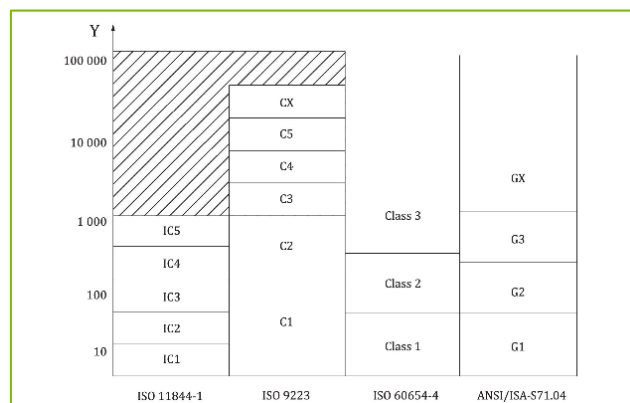 Y
100 000
10 000
1 000
100
10
IC5
IC4
IC3
IC2
IC1
CX
C5
C4
C3
C2
C1
Class 3
Class 2
Class 1
GX
G3
G2
G1
ISO 11844-1 ISO 9223 ISO 60654-4 ANSI/ISA-S71.04